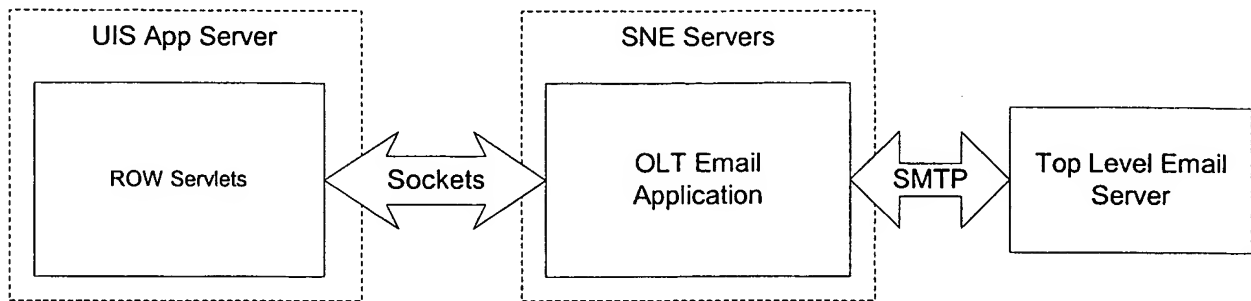 UIS App Server
SNE Servers
ROW Servlets
Sockets
OLT Email
Application
SMTP
Top Level Email
Server